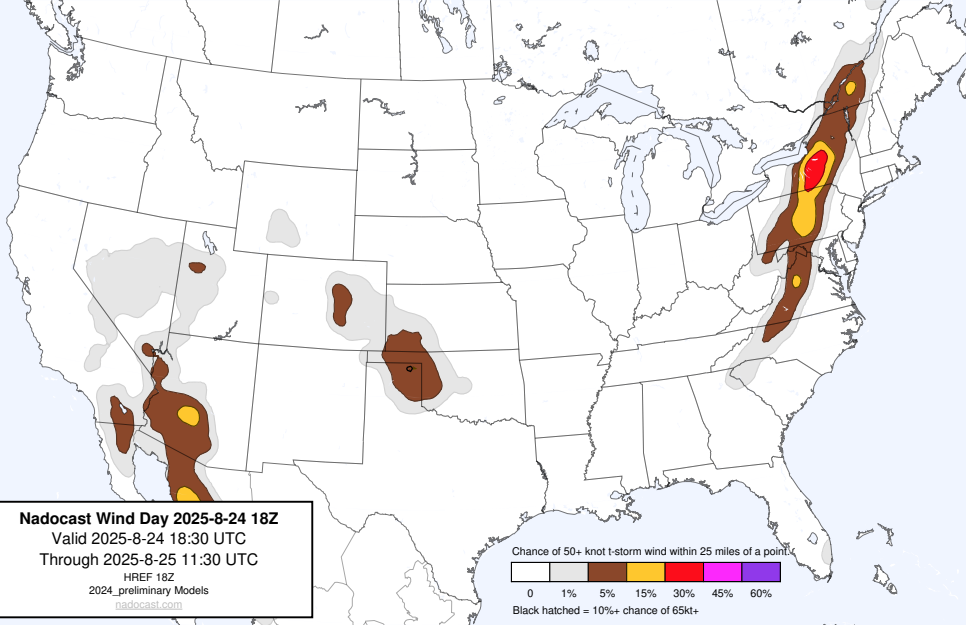 Nadocast Wind Day 2025-8-24 18Z
Valid 2025-8-24 18:30 UTC
Through 2025-8-25 11:30 UTC
HREF 18Z
2024_preliminary Models
nadocast.com
Chance of 50+ knot t-storm wind within 25 miles of a point.
0 1% 5% 15% 30% 45% 60%
Black hatched = 10%+ chance of 65kt+